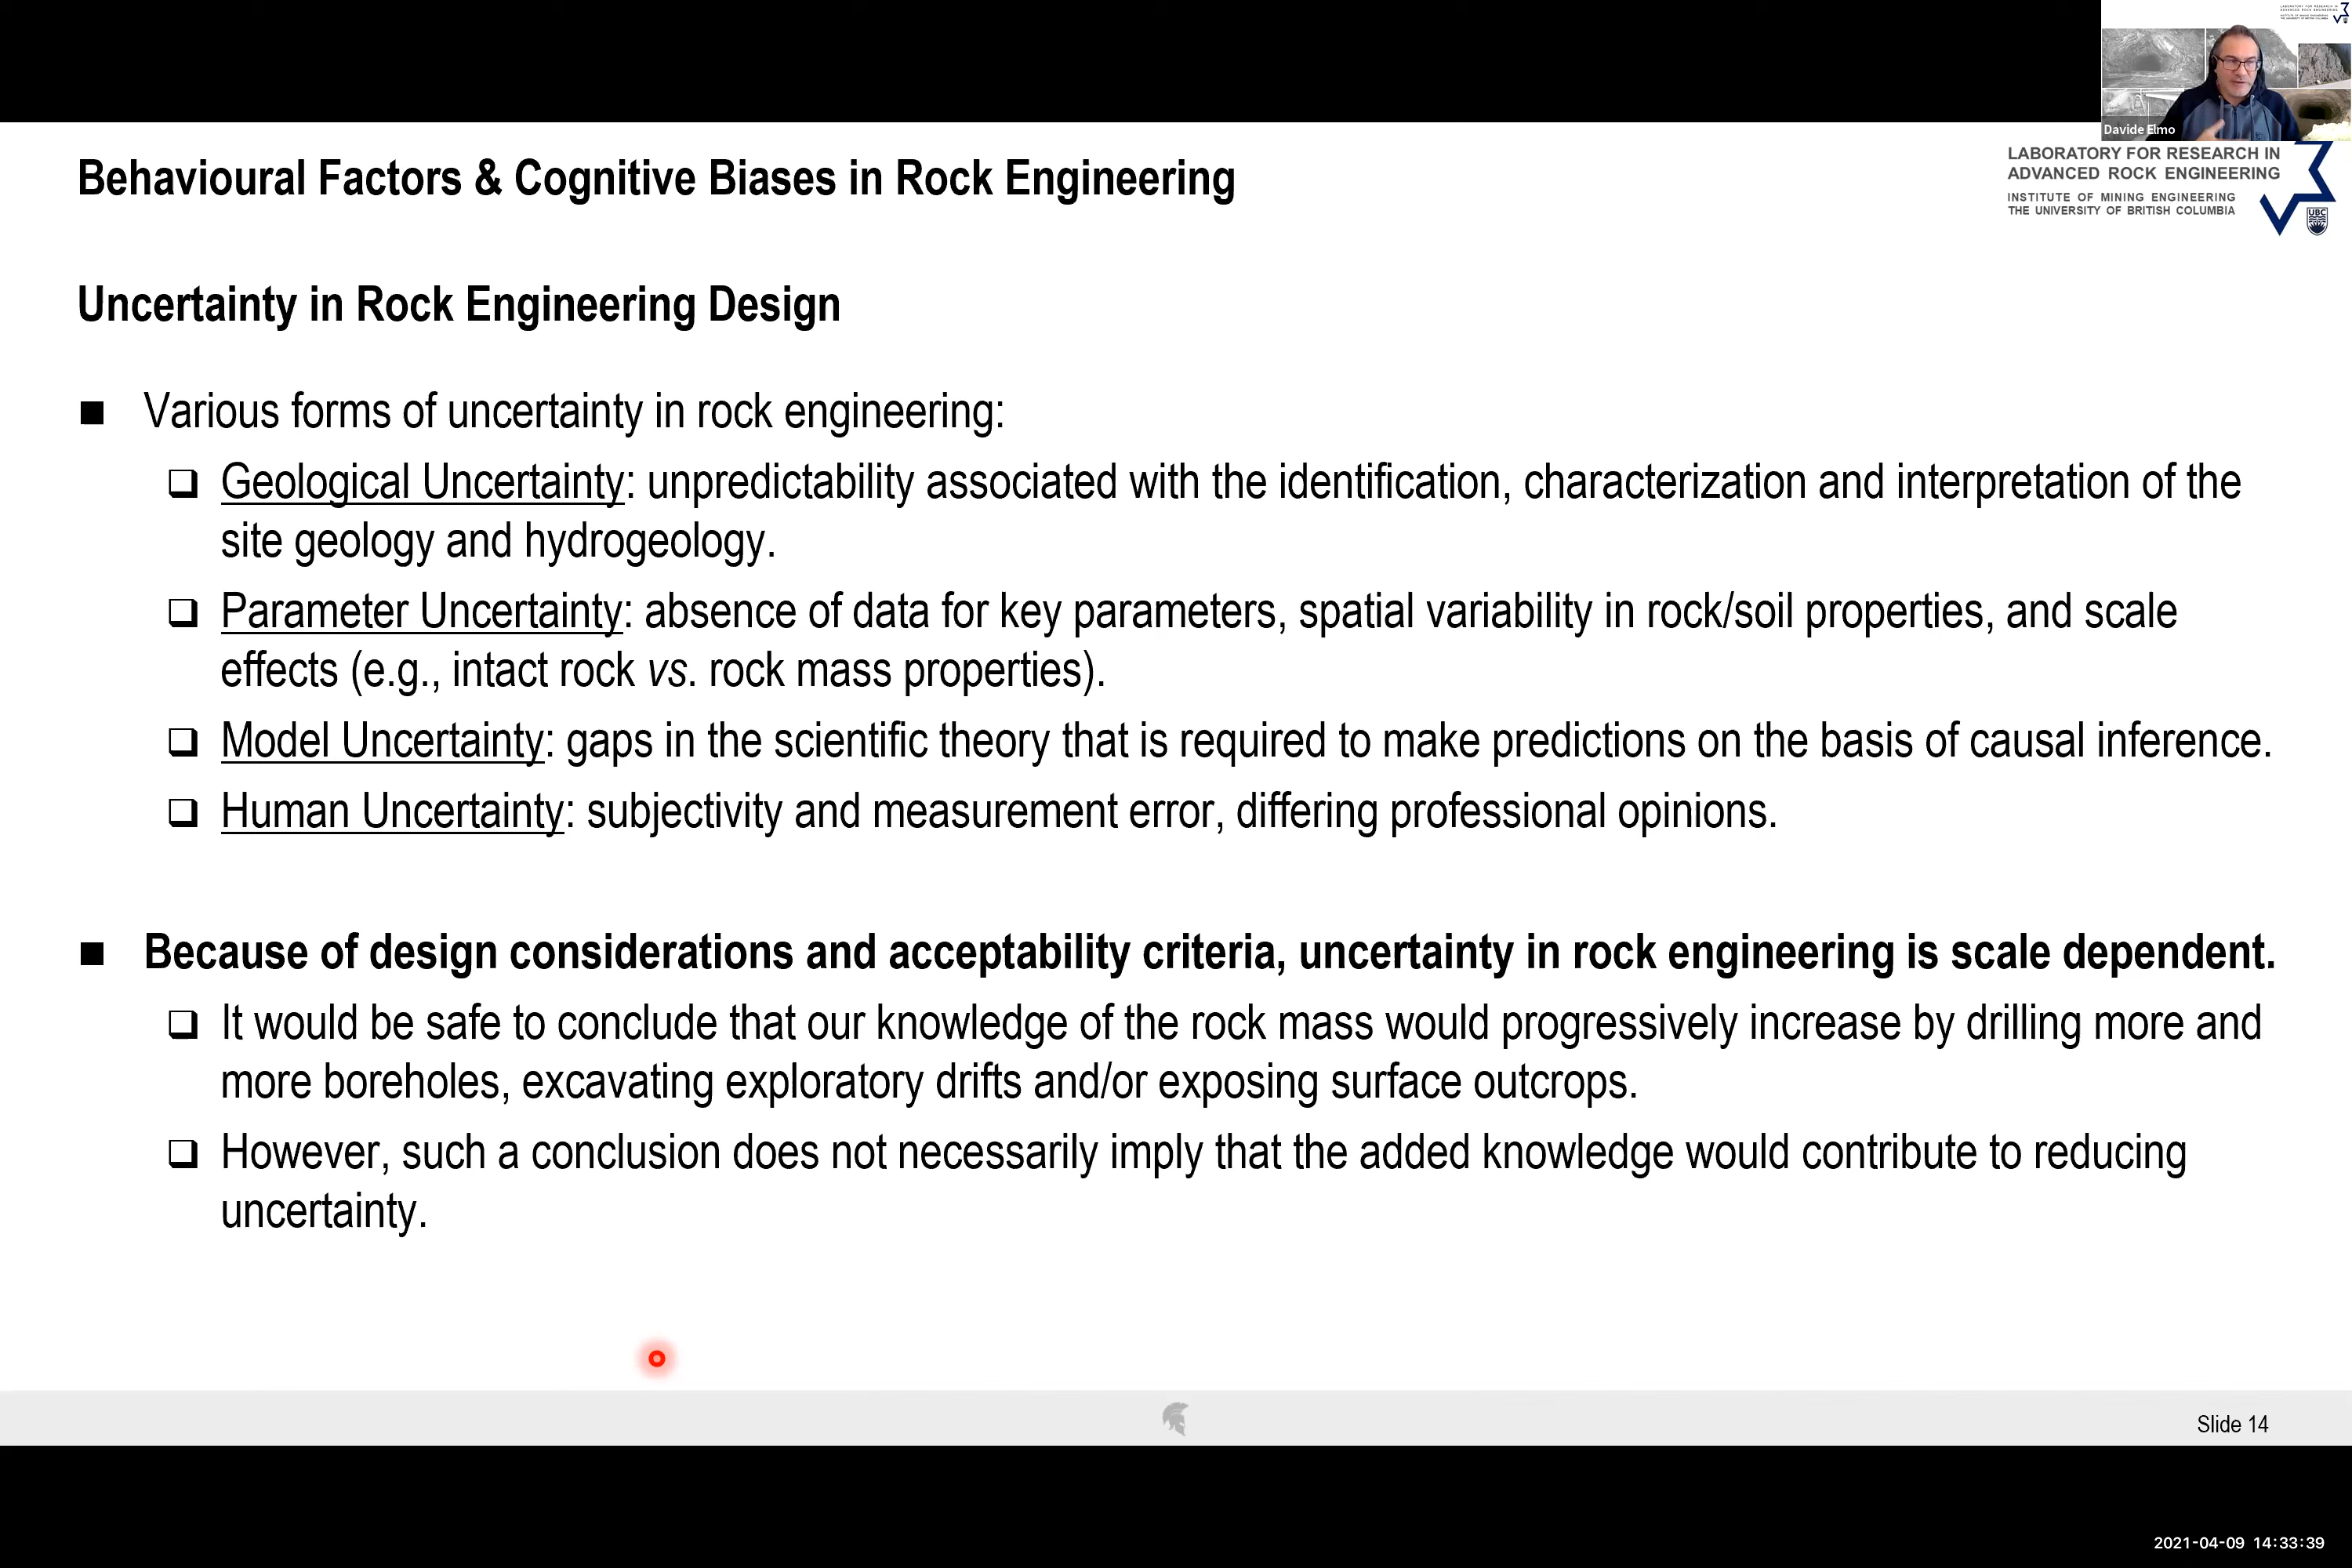 Davide Elmo
LABORATORY FOR RESEARCH IN
ADVANCED ROCK ENGINEERING
INSTITUTE OF MINING ENGINEERING
THE UNIVERSITY OF BRITISH COLUMBIA
UBC
Behavioural Factors & Cognitive Biases in Rock Engineering
Uncertainty in Rock Engineering Design
Various forms of uncertainty in rock engineering:
Geological Uncertainty: unpredictability associated with the identification, characterization and interpretation of the
site geology and hydrogeology.
Parameter Uncertainty: absence of data for key parameters, spatial variability in rock/soil properties, and scale
effects (e.g., intact rock vs. rock mass properties).
Model Uncertainty: gaps in the scientific theory that is required to make predictions on the basis of causal inference.
Human Uncertainty: subjectivity and measurement error, differing professional opinions.
Because of design considerations and acceptability criteria, uncertainty in rock engineering is scale dependent.
It would be safe to conclude that our knowledge of the rock mass would progressively increase by drilling more and
more boreholes, excavating exploratory drifts and/or exposing surface outcrops.
However, such a conclusion does not necessarily imply that the added knowledge would contribute to reducing
uncertainty.
Slide 14
2021-04-09 14:33:39